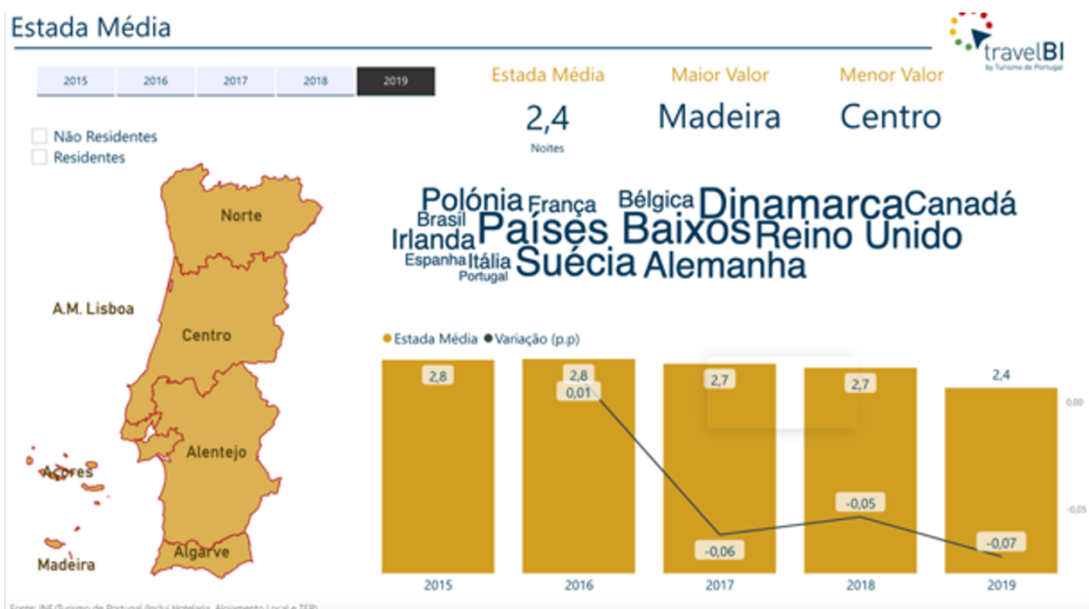 Estada Média
travelBI
by Turismo de Portugal
2015 2016 2017 2018 2019
Estada Média
2,4
Noites
Maior Valor
Madeira
Menor Valor
Centro
Não Residentes
Residentes
Norte
A.M. Lisboa
Centro
Alentejo
Açores
Madeira
Algarve
Polónia França Bélgica Dinamarca Canadá
Brasil
Irlanda Países Baixos Reino Unido
Espanha Itália Suécia Alemanha
Portugal
Estada Média Variação (p.p)
2,8 2,8 2,7 2,7 2,4
0,01 -0,06 -0,05 -0,07
0,00
-0,05
2015 2016 2017 2018 2019